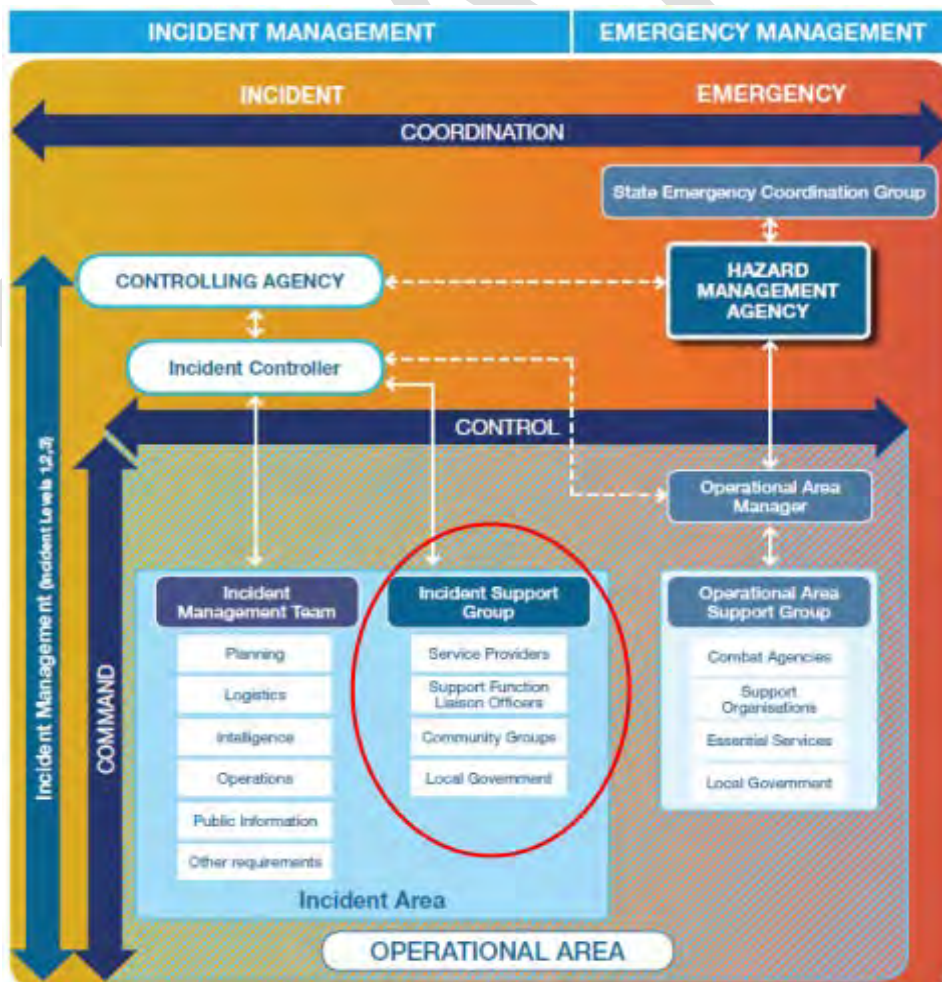 INCIDENT MANAGEMENT
EMERGENCY MANAGEMENT
INCIDENT
EMERGENCY
COORDINATION
State Emergency Coordination Group
CONTROLLING AGENCY
HAZARD
MANAGEMENT
AGENCY
Incident Controller
CONTROL
Operational Area
Manager
Incident Management (Incident Levels 1,2,3)
COMMAND
Incident
Management Team
Planning
Logistics
Intelligence
Operations
Public Information
Other requirements
Incident Support
Group
Service Providers
Support Function
Liaison Officers
Community Groups
Local Government
Operational Area
Support Group
Combat Agencies
Support
Organisations
Essential Services
Local Government
Incident Area
OPERATIONAL AREA